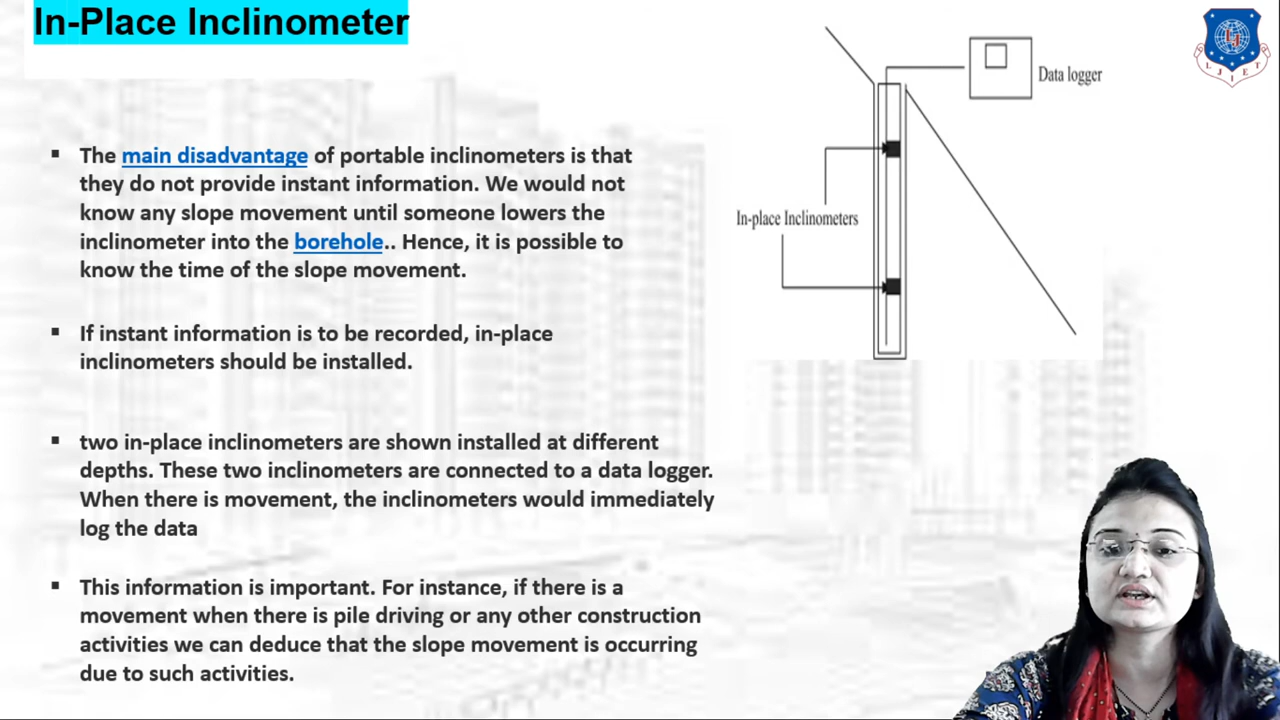 In-Place Inclinometer
The main disadvantage of portable inclinometers is that
they do not provide instant information. We would not
know any slope movement until someone lowers the
inclinometer into the borehole.. Hence, it is possible to
know the time of the slope movement.
If instant information is to be recorded, in-place
inclinometers should be installed.
two in-place inclinometers are shown installed at different
depths. These two inclinometers are connected to a data logger.
When there is movement, the inclinometers would immediately
log the data
This information is important. For instance, if there is a
movement when there is pile driving or any other construction
activities we can deduce that the slope movement is occurring
due to such activities.
Data logger
In-place Inclinometers
LJIET